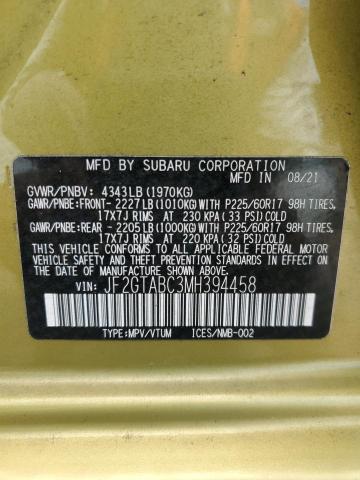 MFD BY SUBARU CORPORATION IN 08/21
GVWR/PNBV: 4343LB (1970KG)
GAWR/PNBE:FRONT- 2227LB (1010KG) WITH P225/60R17 98H TIRES,
17X7J RIMS AT 230 KPA (33 PSI) COLD
GAWR/PNBE:REAR - 2205LB (1000KG) WITH P225/60R17 98H TIRES,
17X7J RIMS AT 220 KPA (32 PSI) COLD
THIS VEHICLE CONFORMS TO ALL APPLICABLE FEDERAL MOTOR
VEHICLE SAFETY AND THEFT PREVENTION STANDARDS IN EFFECT
ON THE DATE OF MANUFACTURE SHOWN ABOVE.
VIN: JF2GTABC3MH394458
TYPE:MPV/VTUM ICES/NMB-002